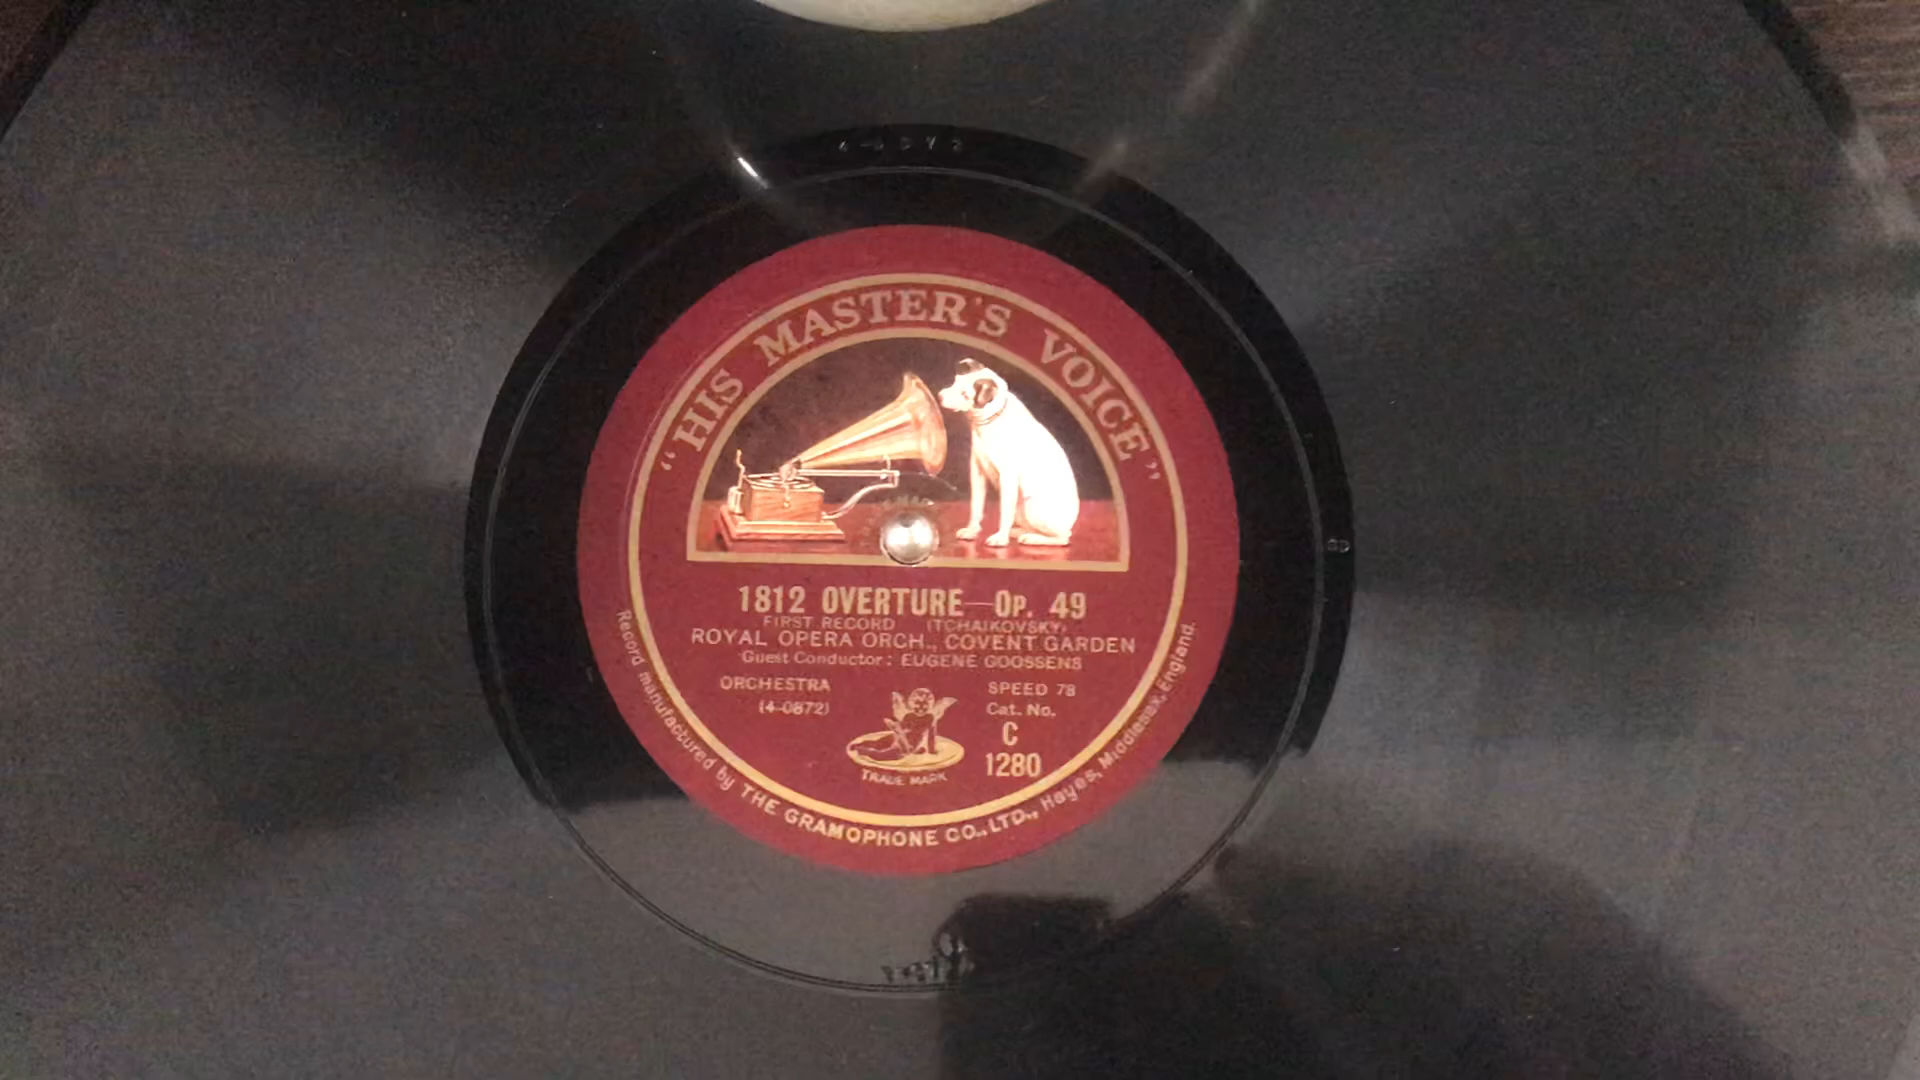 "HIS MASTER'S VOICE"
1812 OVERTURE—OP. 49
FIRST RECORD (TCHAIKOVSKY)
ROYAL OPERA ORCH., COVENT GARDEN
Guest Conductor: EUGENE GOOSSENS
ORCHESTRA
(4-0872)
SPEED 78
Cat. No.
C
1280
TRADE MARK
Record manufactured by THE GRAMOPHONE CO., LTD., Hayes, Middlesex, England.